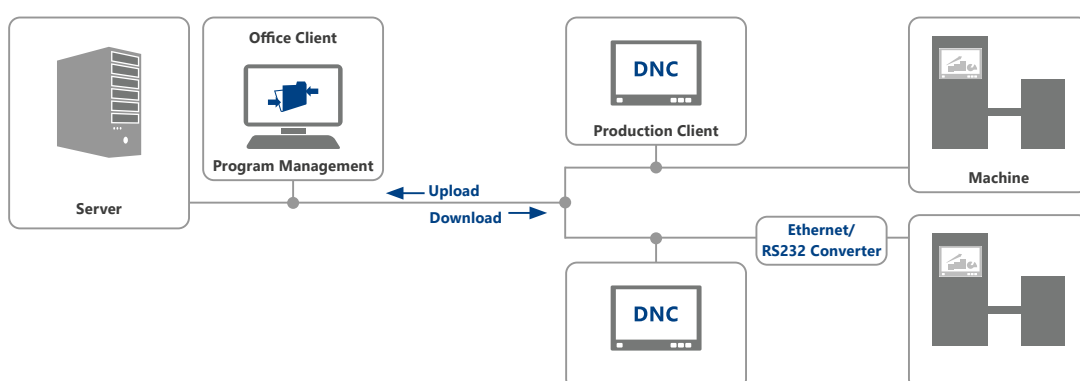 Office Client
Program Management
Server
Upload
Download
DNC
Production Client
Machine
Ethernet/
RS232 Converter
DNC